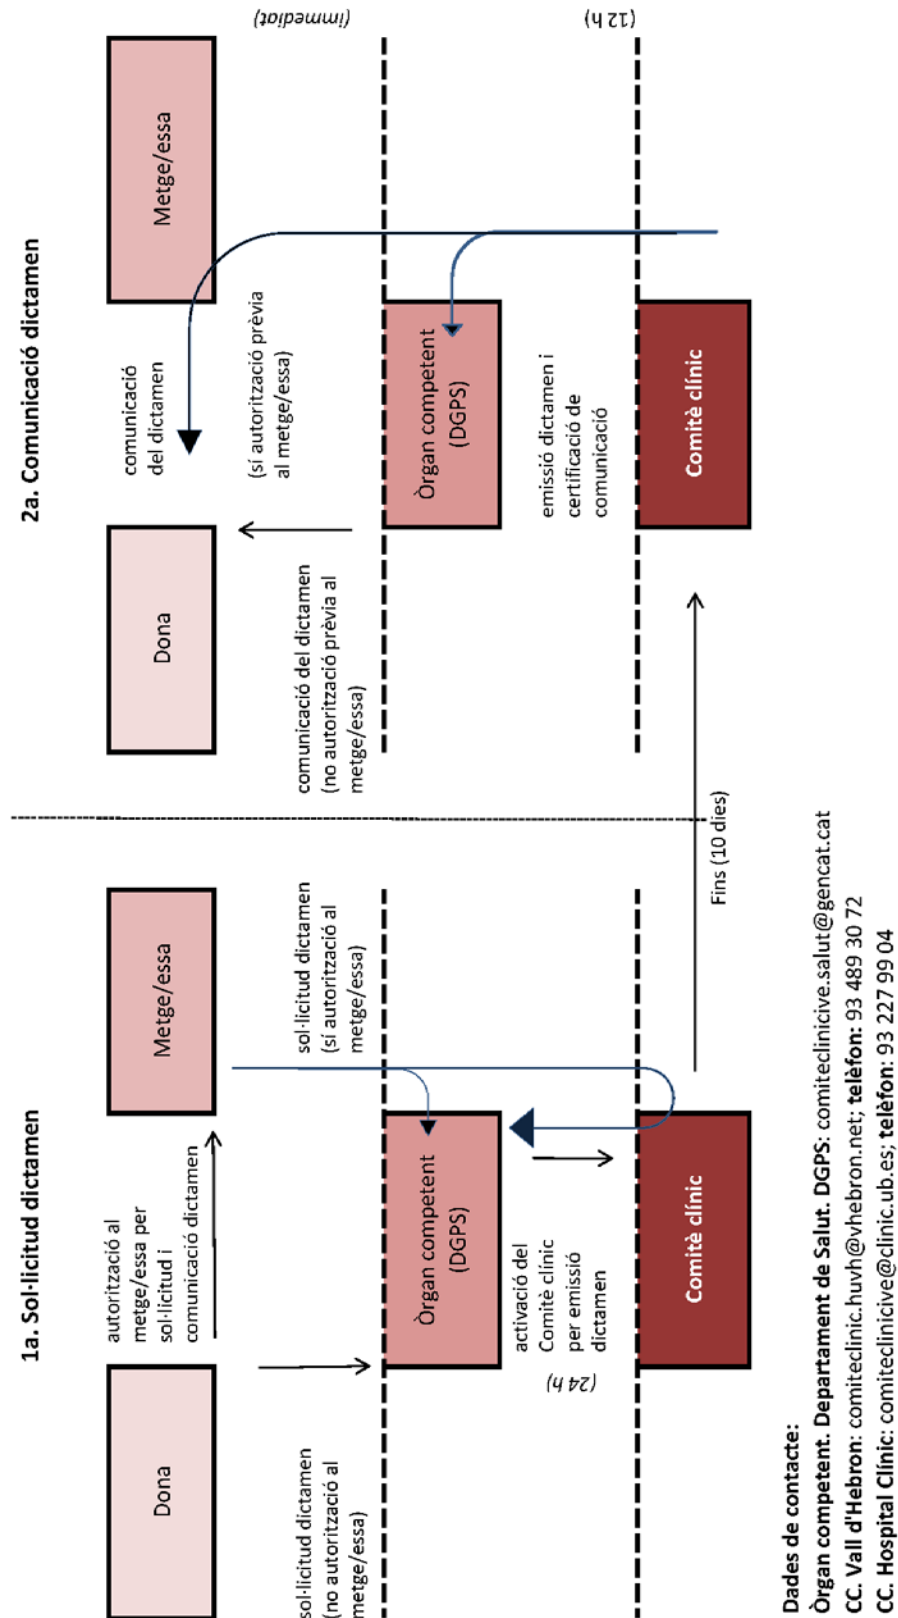 1a. Sol·licitud dictamen
Dona
autorització al
metge/essa per
sol·licitud i
comunicació dictamen
Metge/essa
sol·licitud dictamen
(no autorització al
metge/essa)
sol·licitud dictamen
(sí autorització al
metge/essa)
Òrgan competent
(DGPS)
(24 h)
activació del
Comitè clínic
per emissió
dictamen
Comitè clínic
Fins (10 dies)
2a. Comunicació dictamen
Dona
comunicació
del dictamen
Metge/essa
(immediat)
comunicació del dictamen
(no autorització prèvia al
metge/essa)
(sí autorització prèvia
al metge/essa)
Òrgan competent
(DGPS)
emissió dictamen i
certificació de
comunicació
(12 h)
Comitè clínic
Dades de contacte:
Òrgan competent. Departament de Salut. DGPS: comiteclinicive.salut@gencat.cat
CC. Vall d'Hebron: comiteclinic.huvh@vhebron.net; telèfon: 93 489 30 72
CC. Hospital Clínic: comiteclinicive@clinic.ub.es; telèfon: 93 227 99 04